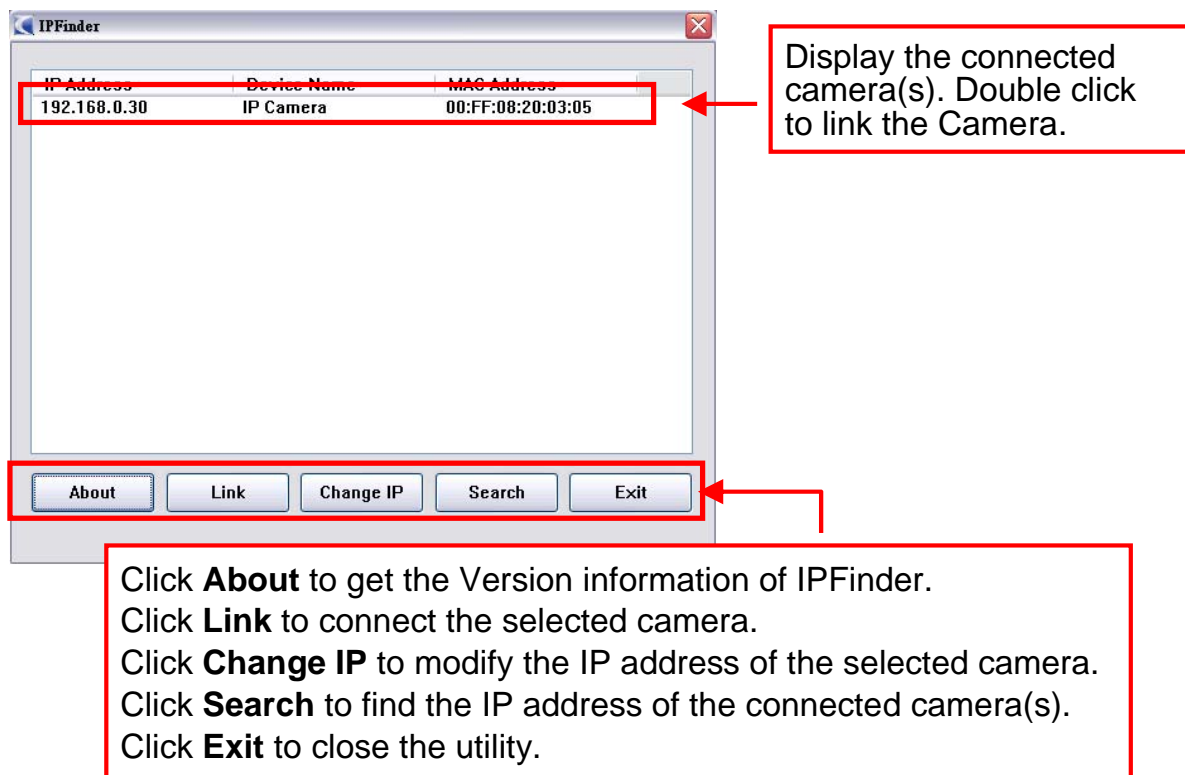 IPFinder
IP Address Device Name MAC Address
192.168.0.30 IP Camera 00:FF:08:20:03:05
Display the connected
camera(s). Double click
to link the Camera.
About Link Change IP Search Exit
Click About to get the Version information of IPFinder.
Click Link to connect the selected camera.
Click Change IP to modify the IP address of the selected camera.
Click Search to find the IP address of the connected camera(s).
Click Exit to close the utility.